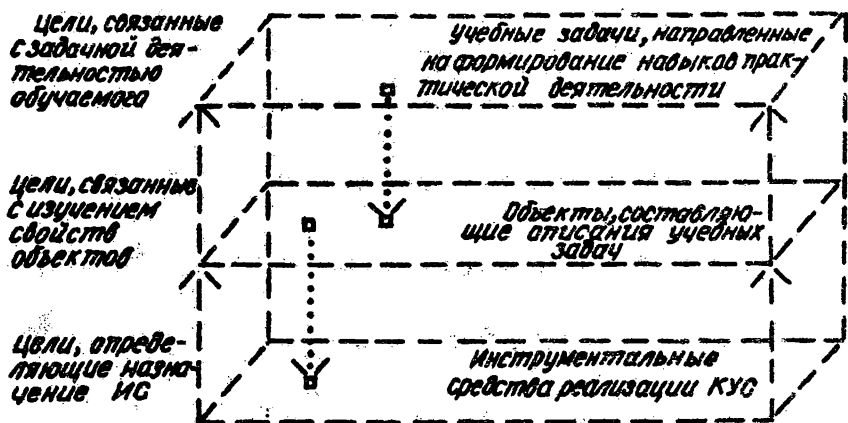 Цели, связанные
с задачной дея-
тельностью
обучаемого
Учебные задачи, направленные
на формирование навыков прак-
тической деятельности
Цели, связанные
с изучением
свойств
объектов
Объекты, составляю-
щие описания учебных
задач
Цели, опреде-
ляющие назна-
чение ИС
Инструментальные
средства реализации КУС